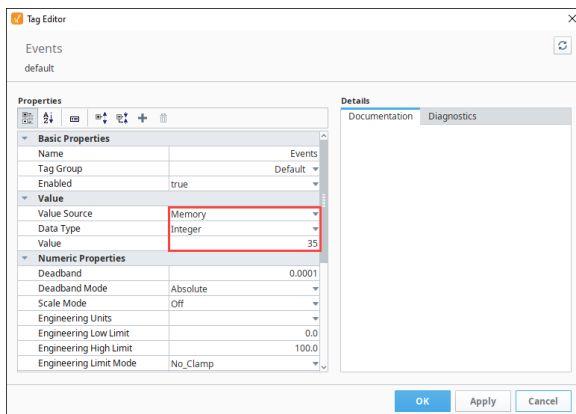 Tag Editor
Events
default
Properties
Details
Documentation Diagnostics
Basic Properties
Name Events
Tag Group Default
Enabled true
Value
Value Source Memory
Data Type Integer
Value 35
Numeric Properties
Deadband 0.0001
Deadband Mode Absolute
Scale Mode Off
Engineering Units
Engineering Low Limit 0.0
Engineering High Limit 100.0
Engineering Limit Mode No_Clamp
OK Apply Cancel